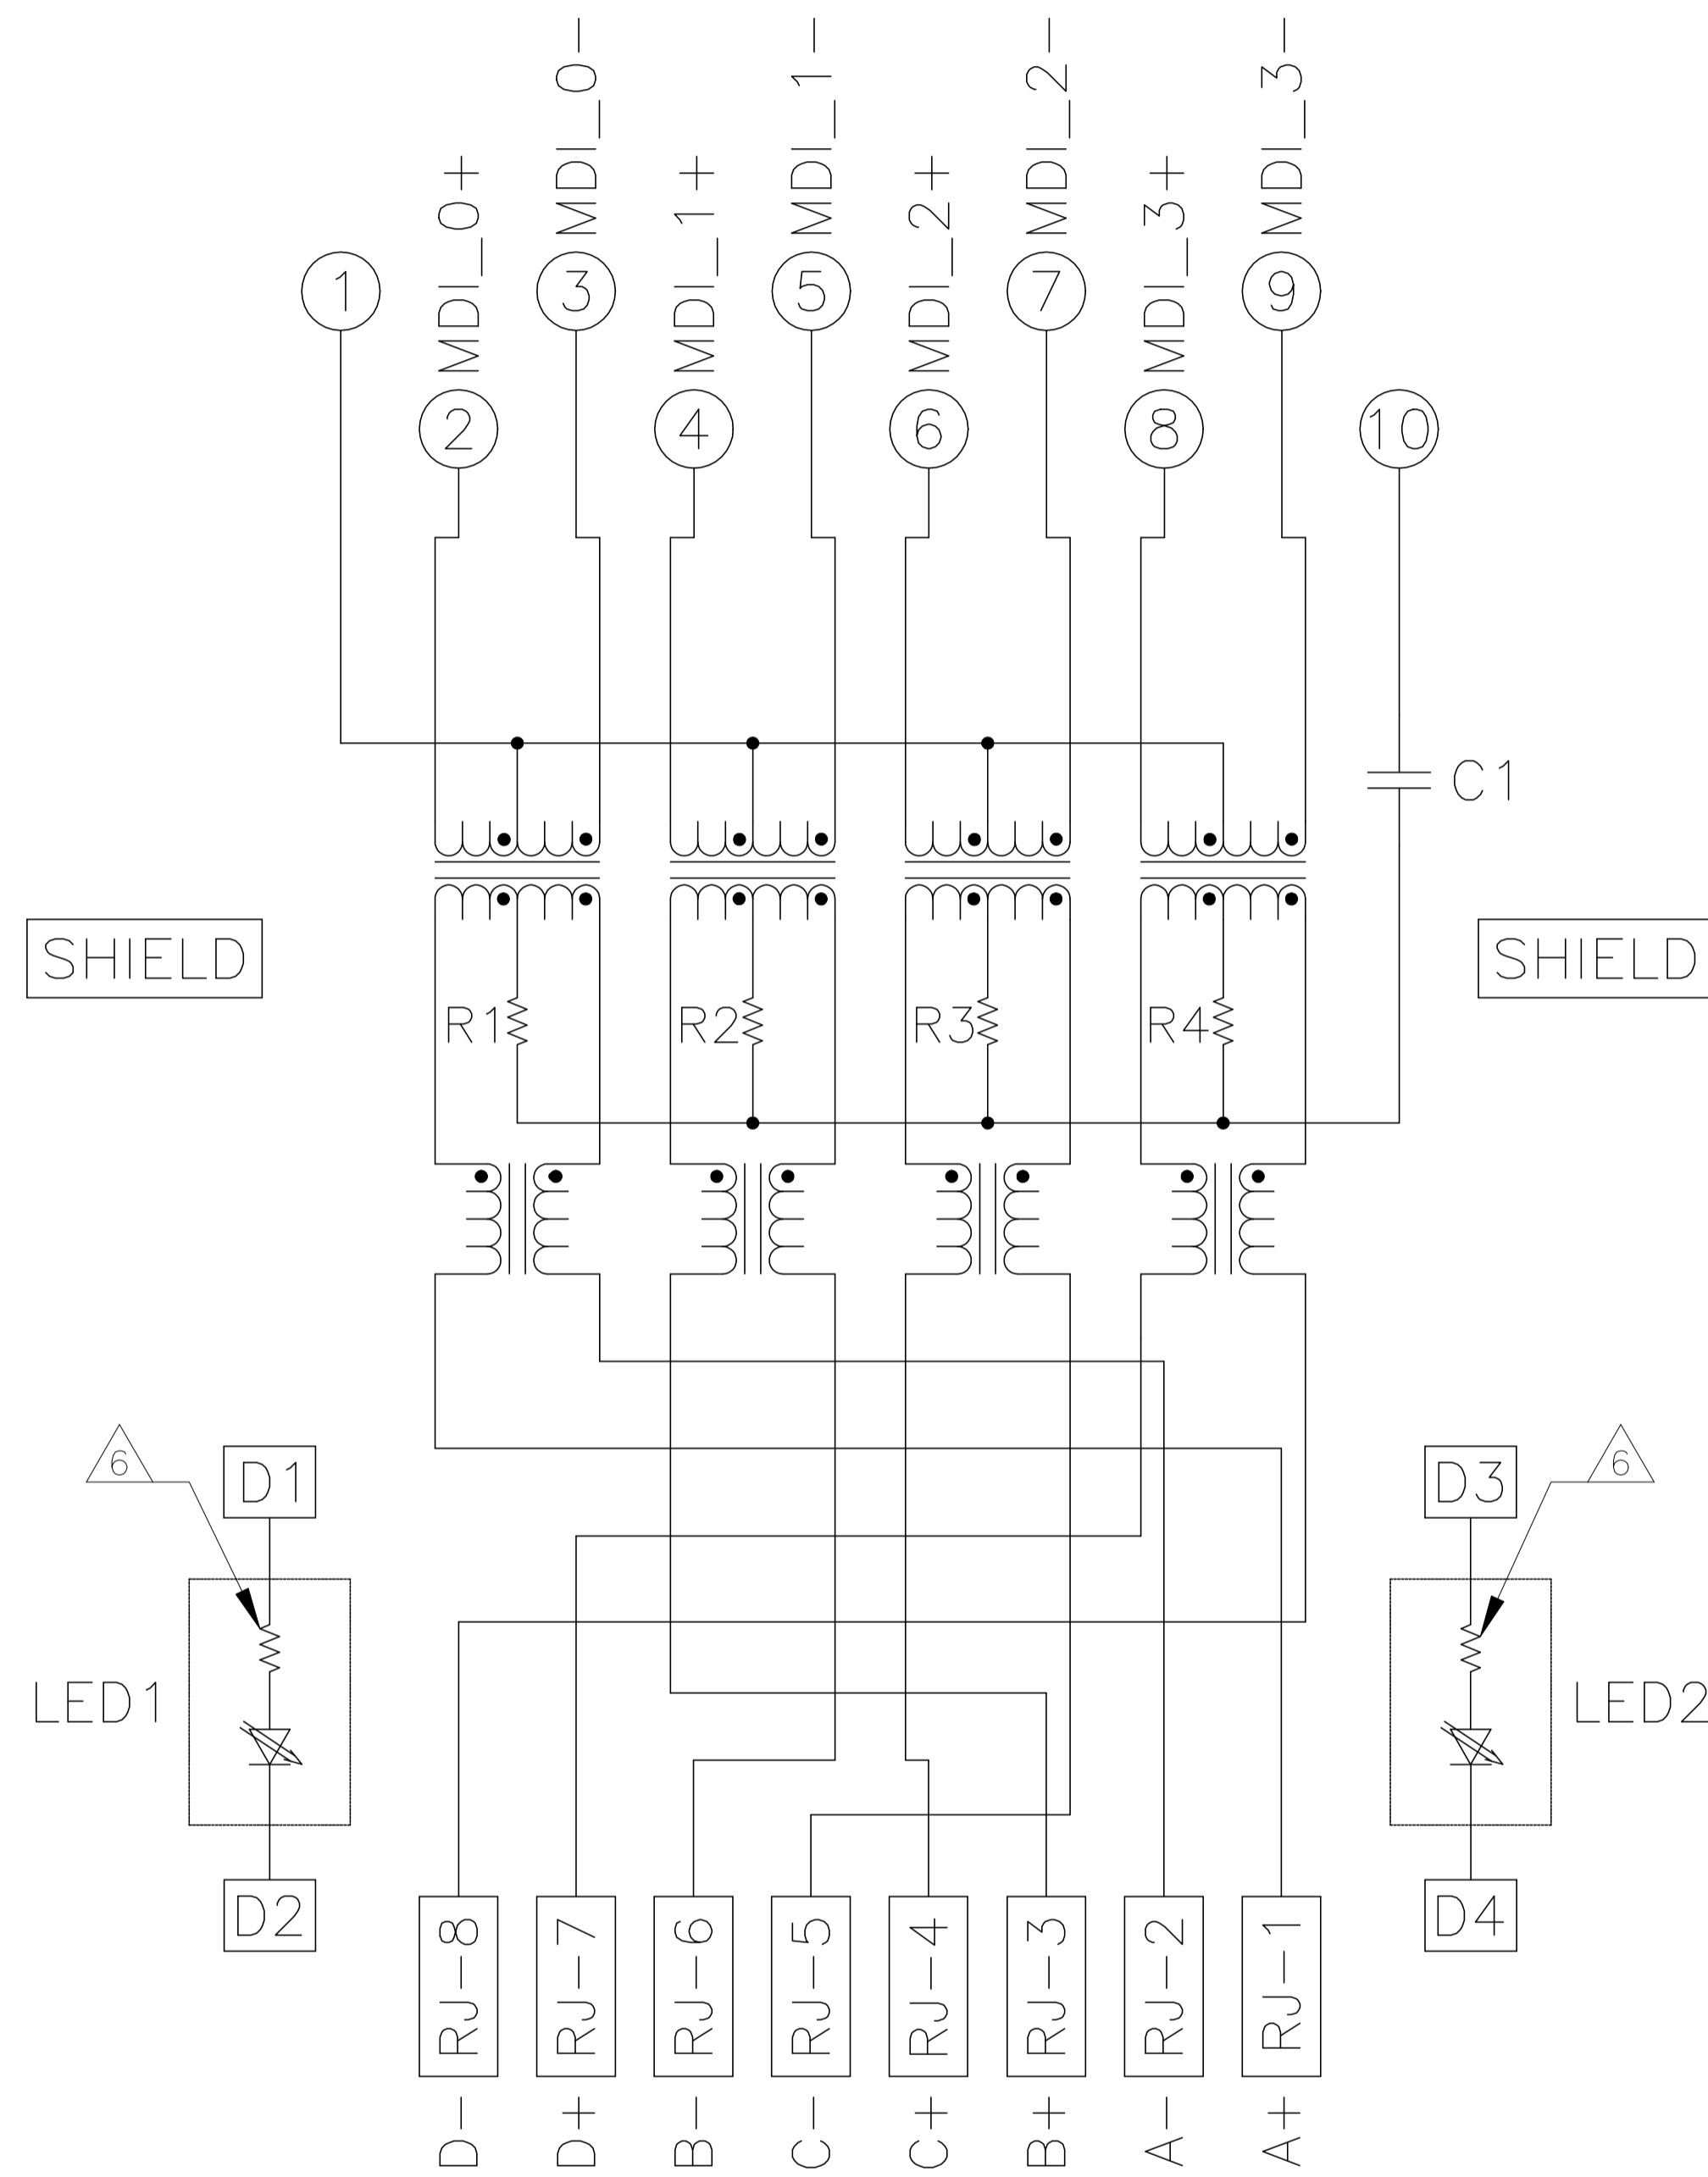 MDI_0-
MDI_1-
MDI_2-
MDI_3-
MDI_0+
MDI_1+
MDI_2+
MDI_3+
1
3
5
7
9
2
4
6
8
10
C1
SHIELD
SHIELD
R1
R2
R3
R4
6
D1
D3
6
LED1
LED2
D2
D4
RJ-8
RJ-7
RJ-6
RJ-5
RJ-4
RJ-3
RJ-2
RJ-1
D-
D+
B-
C-
C+
B+
A-
A+